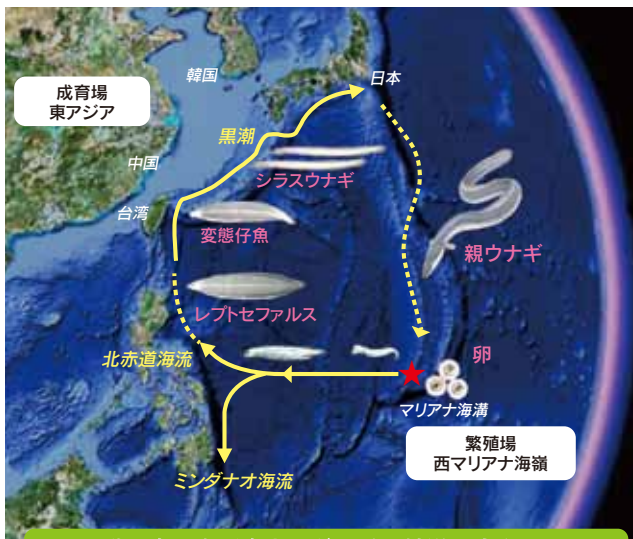 韓国
日本
成育場
東アジア
黒潮
シラスウナギ
中国
台湾
変態仔魚
親ウナギ
レプトセファルス
北赤道海流
卵
マリアナ海溝
繁殖場
西マリアナ海嶺
ミンダナオ海流